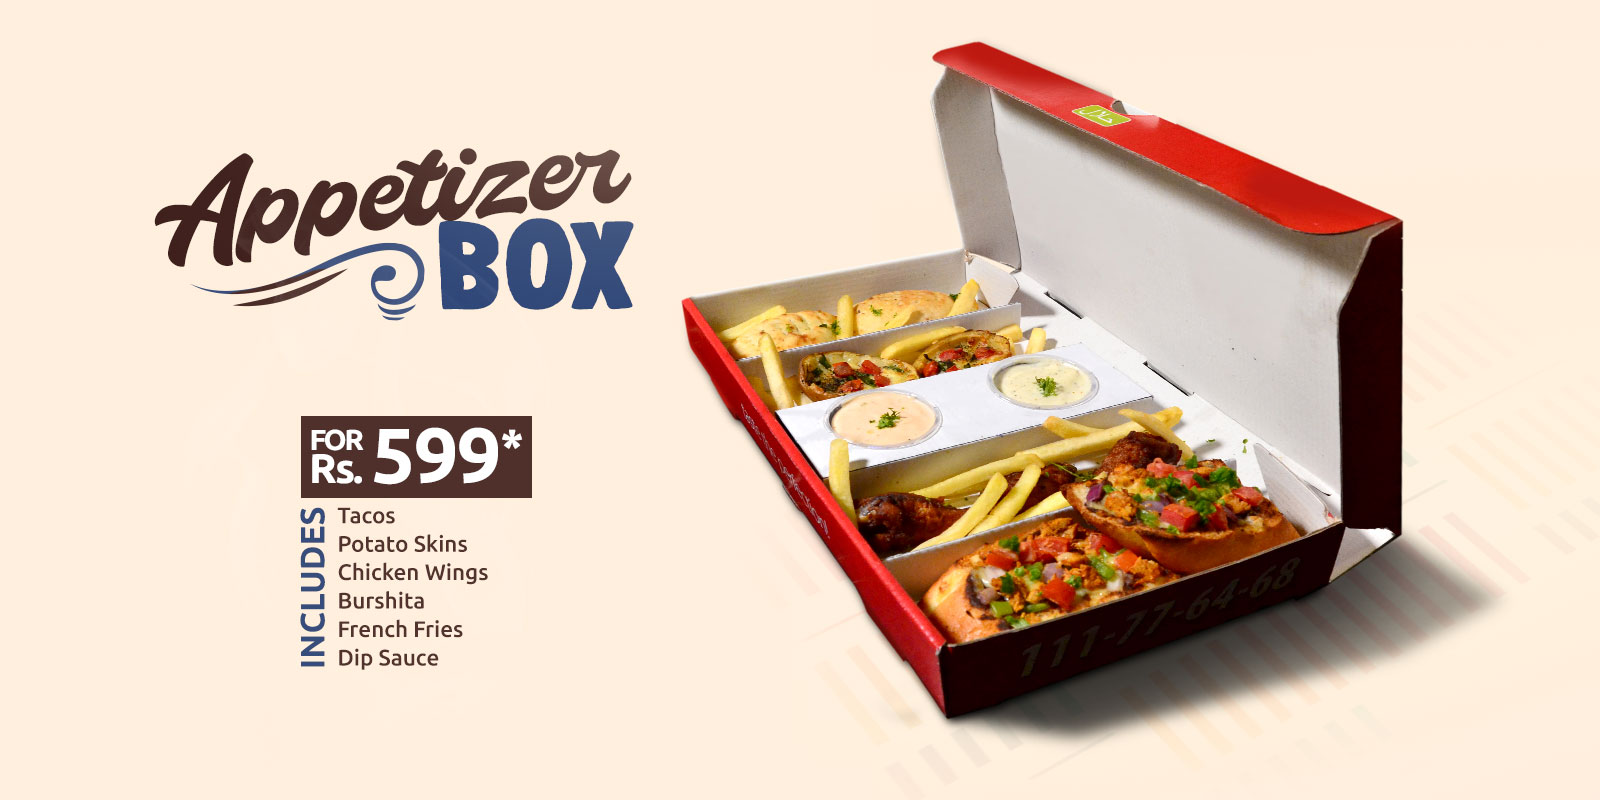 Appetizer
BOX
FOR
Rs. 599*
INCLUDES
Tacos
Potato Skins
Chicken Wings
Burshita
French Fries
Dip Sauce
حلال
111-77-64-68